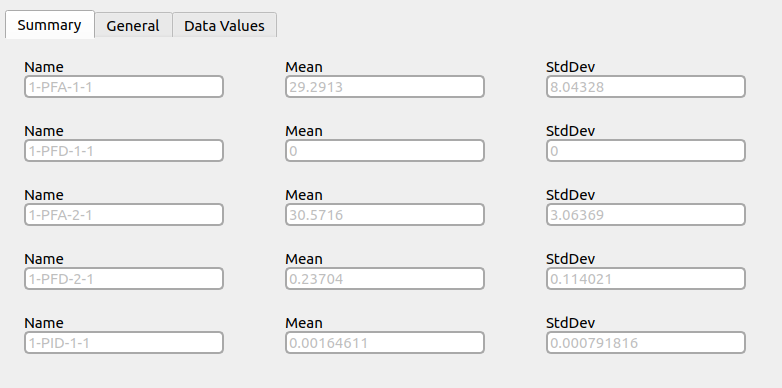 Summary General Data Values
Name Mean StdDev
1-PFA-1-1 29.2913 8.04328
Name Mean StdDev
1-PFD-1-1 0 0
Name Mean StdDev
1-PFA-2-1 30.5716 3.06369
Name Mean StdDev
1-PFD-2-1 0.23704 0.114021
Name Mean StdDev
1-PID-1-1 0.00164611 0.000791816